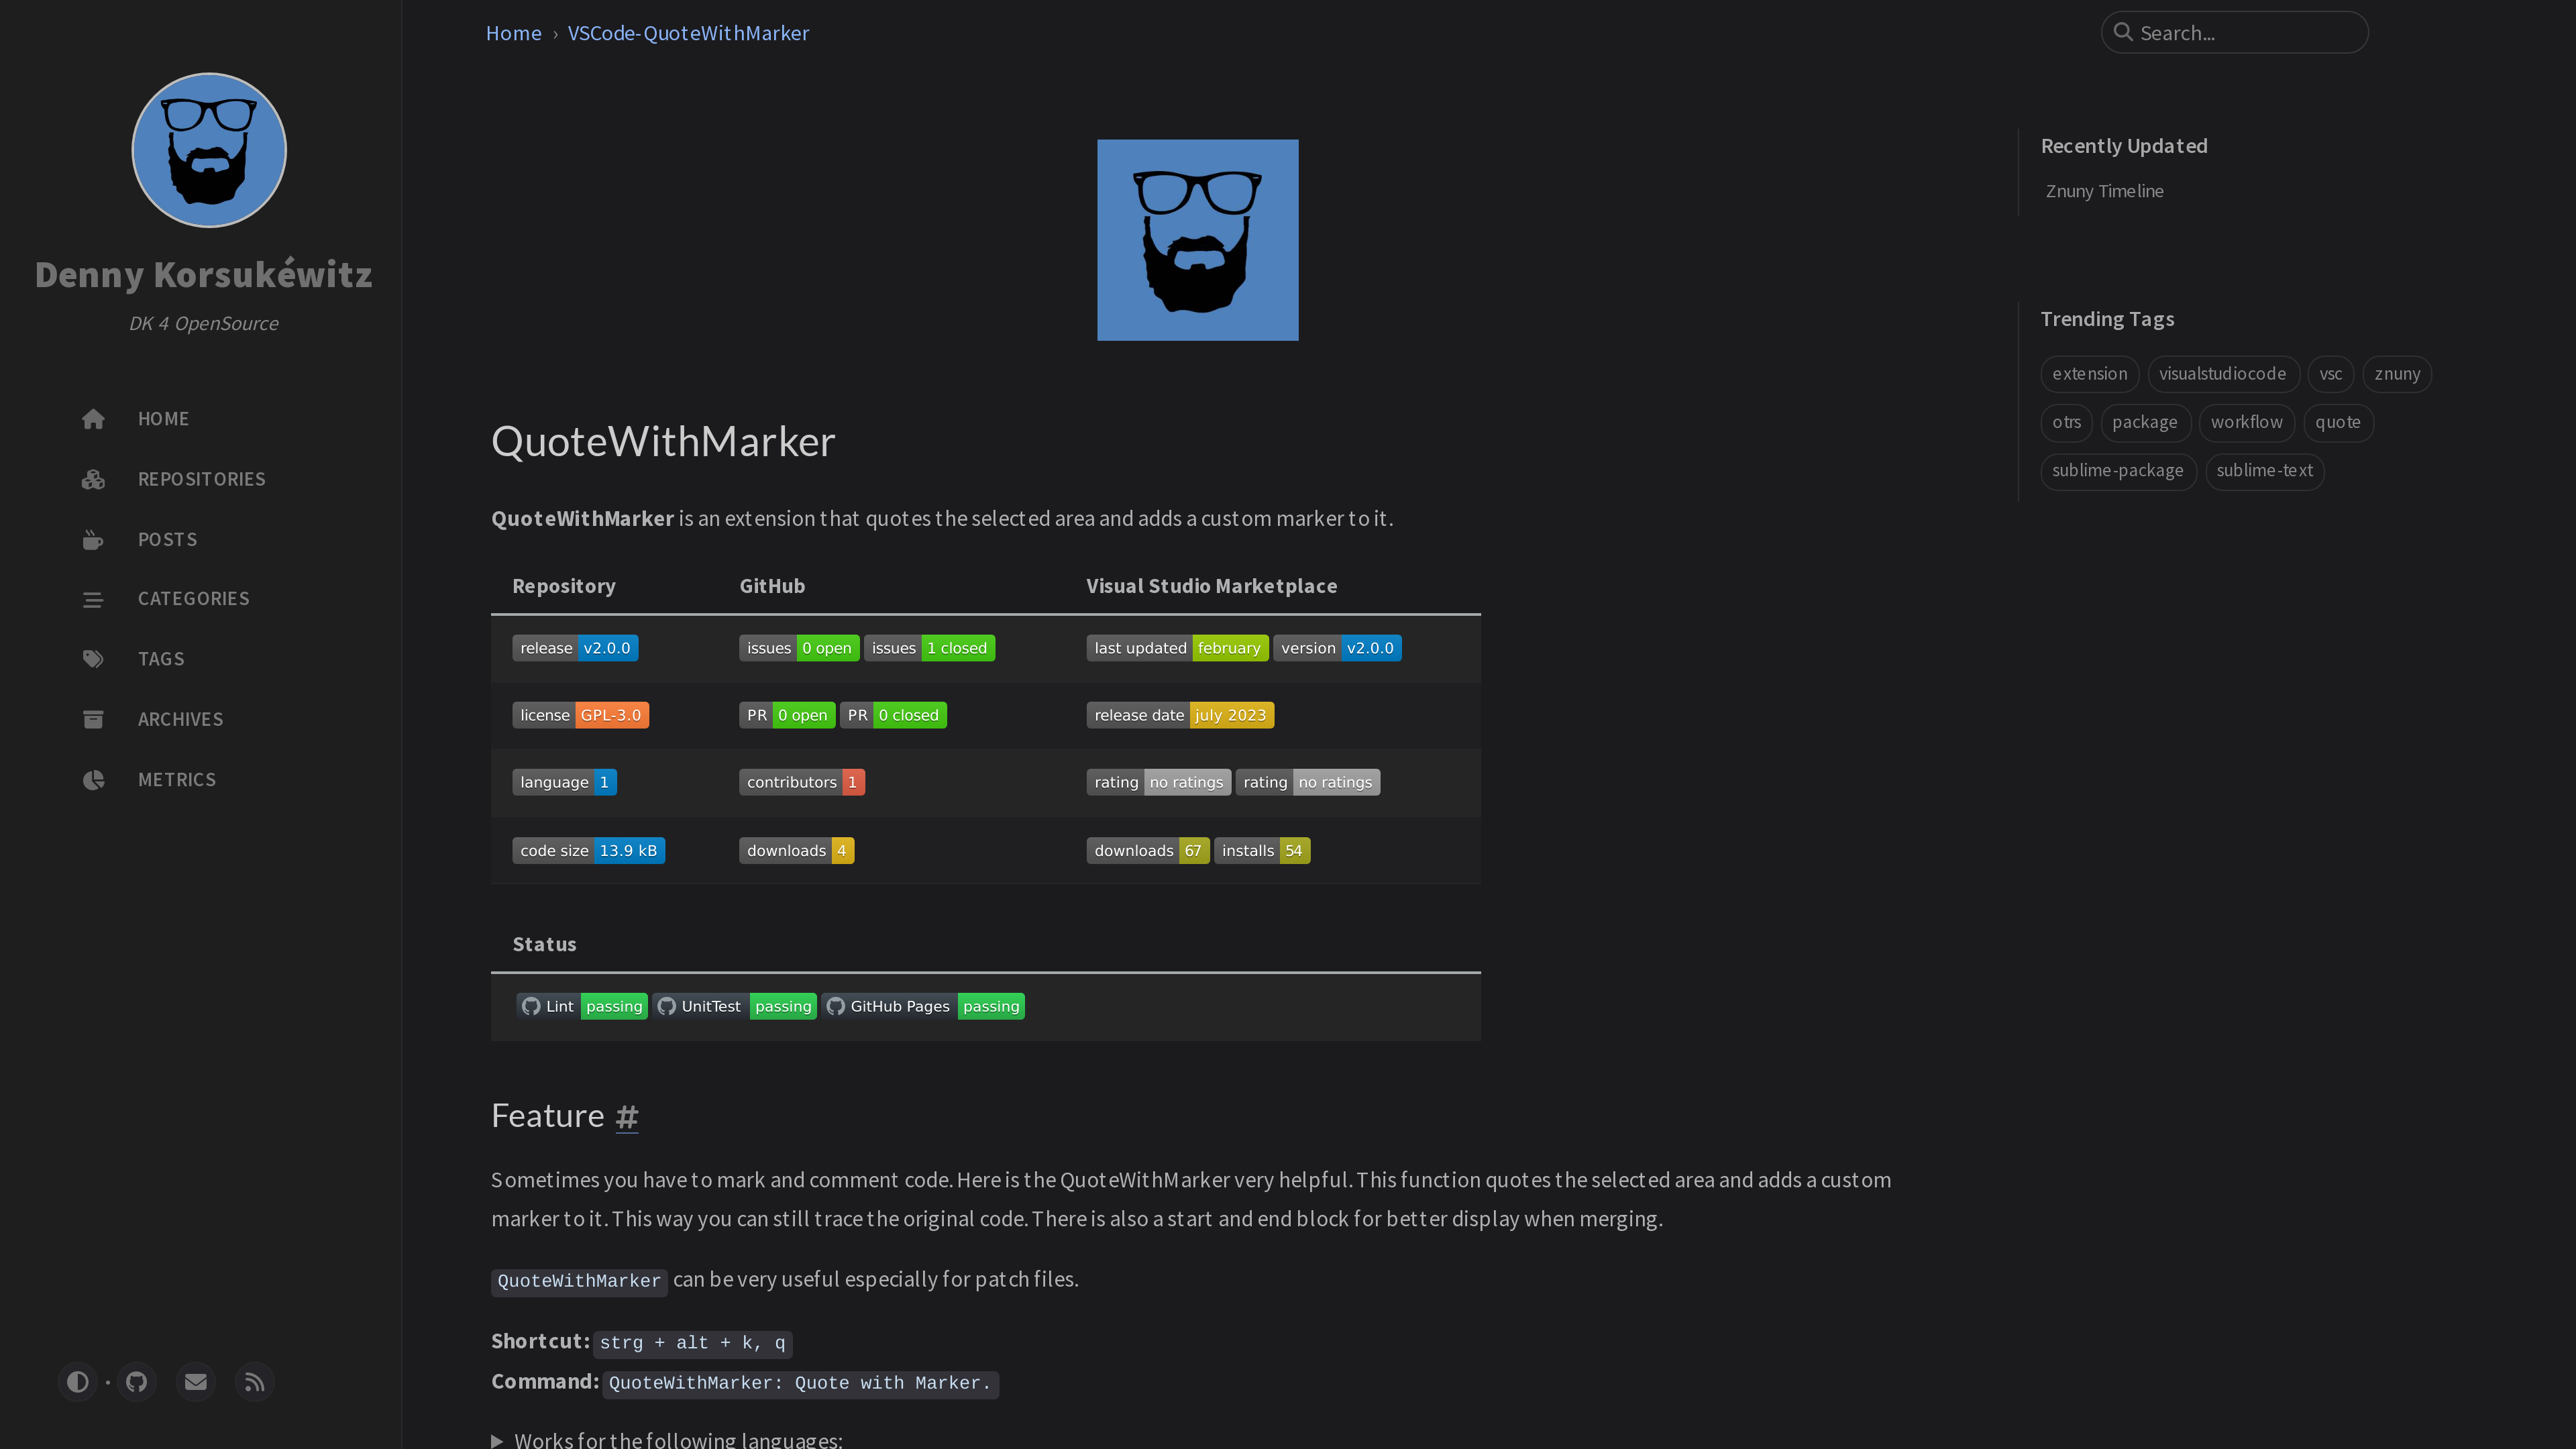 Home › VSCode-QuoteWithMarker
Search...
Denny Korsukéwitz
DK 4 OpenSource
HOME
REPOSITORIES
POSTS
CATEGORIES
TAGS
ARCHIVES
METRICS
QuoteWithMarker
QuoteWithMarker is an extension that quotes the selected area and adds a custom marker to it.
Repository GitHub Visual Studio Marketplace
release v2.0.0 issues 0 open issues 1 closed last updated february version v2.0.0
license GPL-3.0 PR 0 open PR 0 closed release date july 2023
language 1 contributors 1 rating no ratings rating no ratings
code size 13.9 kB downloads 4 downloads 67 installs 54
Status
Lint passing UnitTest passing GitHub Pages passing
Feature #
Sometimes you have to mark and comment code. Here is the QuoteWithMarker very helpful. This function quotes the selected area and adds a custom
marker to it. This way you can still trace the original code. There is also a start and end block for better display when merging.
QuoteWithMarker can be very useful especially for patch files.
Shortcut: strg + alt + k, q
Command: QuoteWithMarker: Quote with Marker.
Works for the following languages:
Recently Updated
Znuny Timeline
Trending Tags
extension visualstudiocode vsc znuny
otrs package workflow quote
sublime-package sublime-text